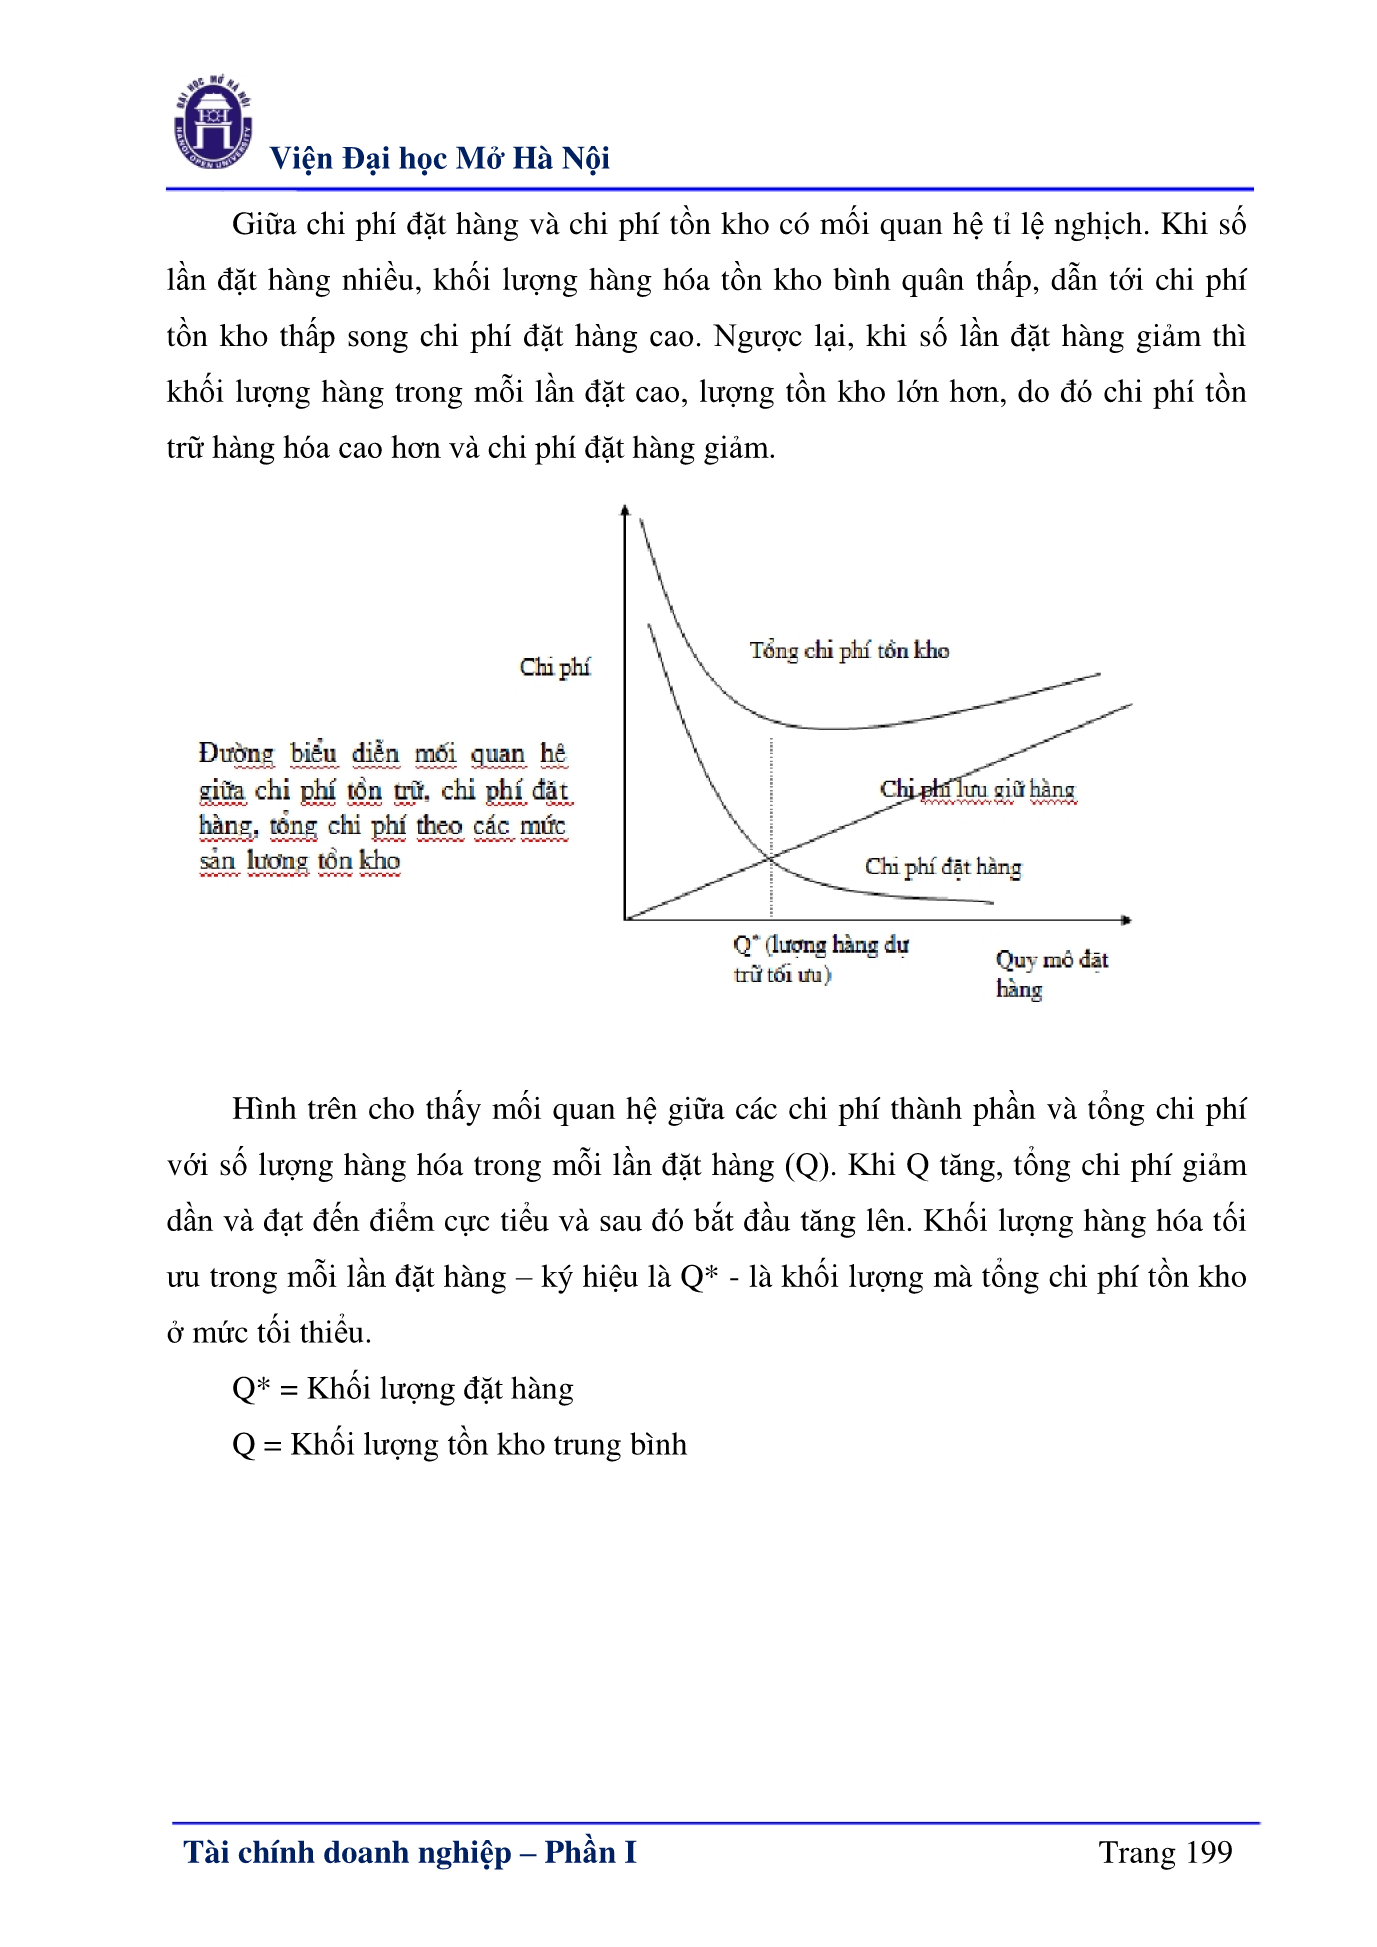 ĐẠI HỌC MỞ HÀ NỘI
HANOI OPEN UNIVERSITY
Viện Đại học Mở Hà Nội
Giữa chi phí đặt hàng và chi phí tồn kho có mối quan hệ tỉ lệ nghịch. Khi số
lần đặt hàng nhiều, khối lượng hàng hóa tồn kho bình quân thấp, dẫn tới chi phí
tồn kho thấp song chi phí đặt hàng cao. Ngược lại, khi số lần đặt hàng giảm thì
khối lượng hàng trong mỗi lần đặt cao, lượng tồn kho lớn hơn, do đó chi phí tồn
trữ hàng hóa cao hơn và chi phí đặt hàng giảm.
Tổng chi phí tồn kho
Chi phí
Đường biểu diễn mối quan hê
giữa chi phí tồn trữ, chi phí đặt
hàng, tổng chi phí theo các mức
sản lương tồn kho
Chi phí lưu giữ hàng
Chi phí đặt hàng
Q* (lượng hàng dự
trữ tối ưu)
Quy mô đặt
hàng
Hình trên cho thấy mối quan hệ giữa các chi phí thành phần và tổng chi phí
với số lượng hàng hóa trong mỗi lần đặt hàng (Q). Khi Q tăng, tổng chi phí giảm
dần và đạt đến điểm cực tiểu và sau đó bắt đầu tăng lên. Khối lượng hàng hóa tối
ưu trong mỗi lần đặt hàng – ký hiệu là Q* - là khối lượng mà tổng chi phí tồn kho
ở mức tối thiểu.
Q* = Khối lượng đặt hàng
Q = Khối lượng tồn kho trung bình
Tài chính doanh nghiệp – Phần I
Trang 199